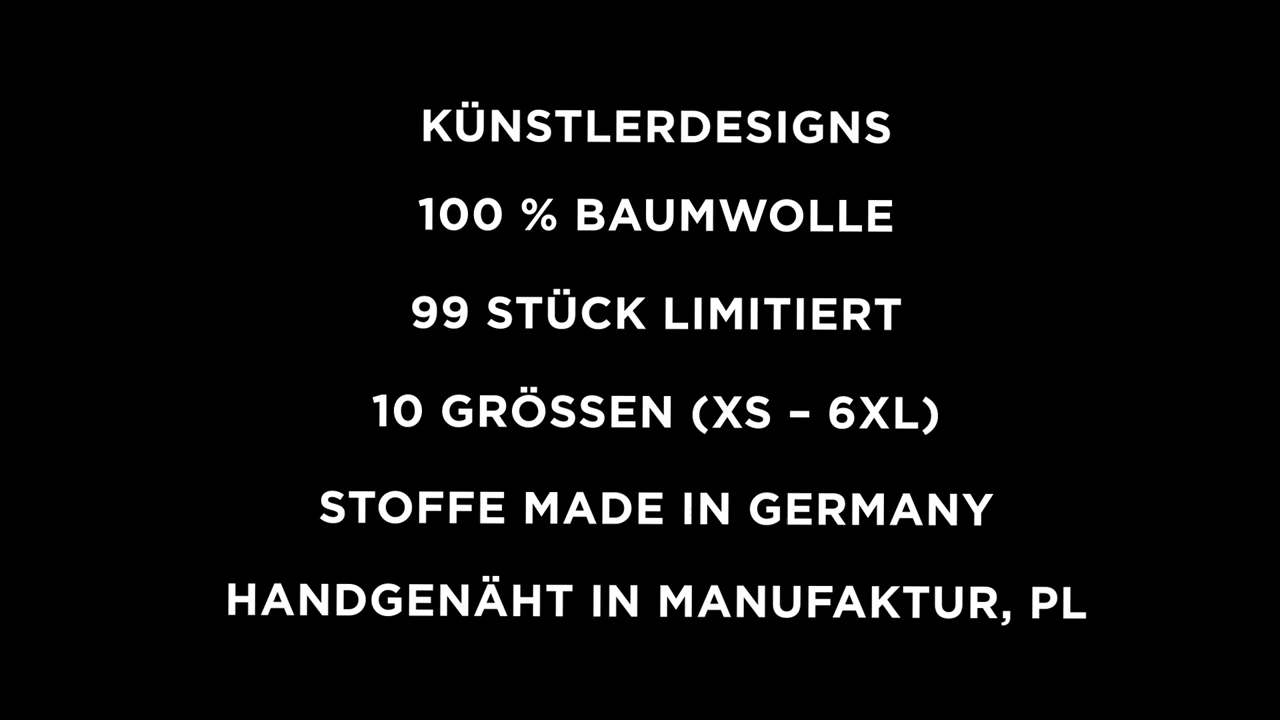 KÜNSTLERDESIGNS
100 % BAUMWOLLE
99 STÜCK LIMITIERT
10 GRÖSSEN (XS – 6XL)
STOFFE MADE IN GERMANY
HANDGENÄHT IN MANUFAKTUR, PL